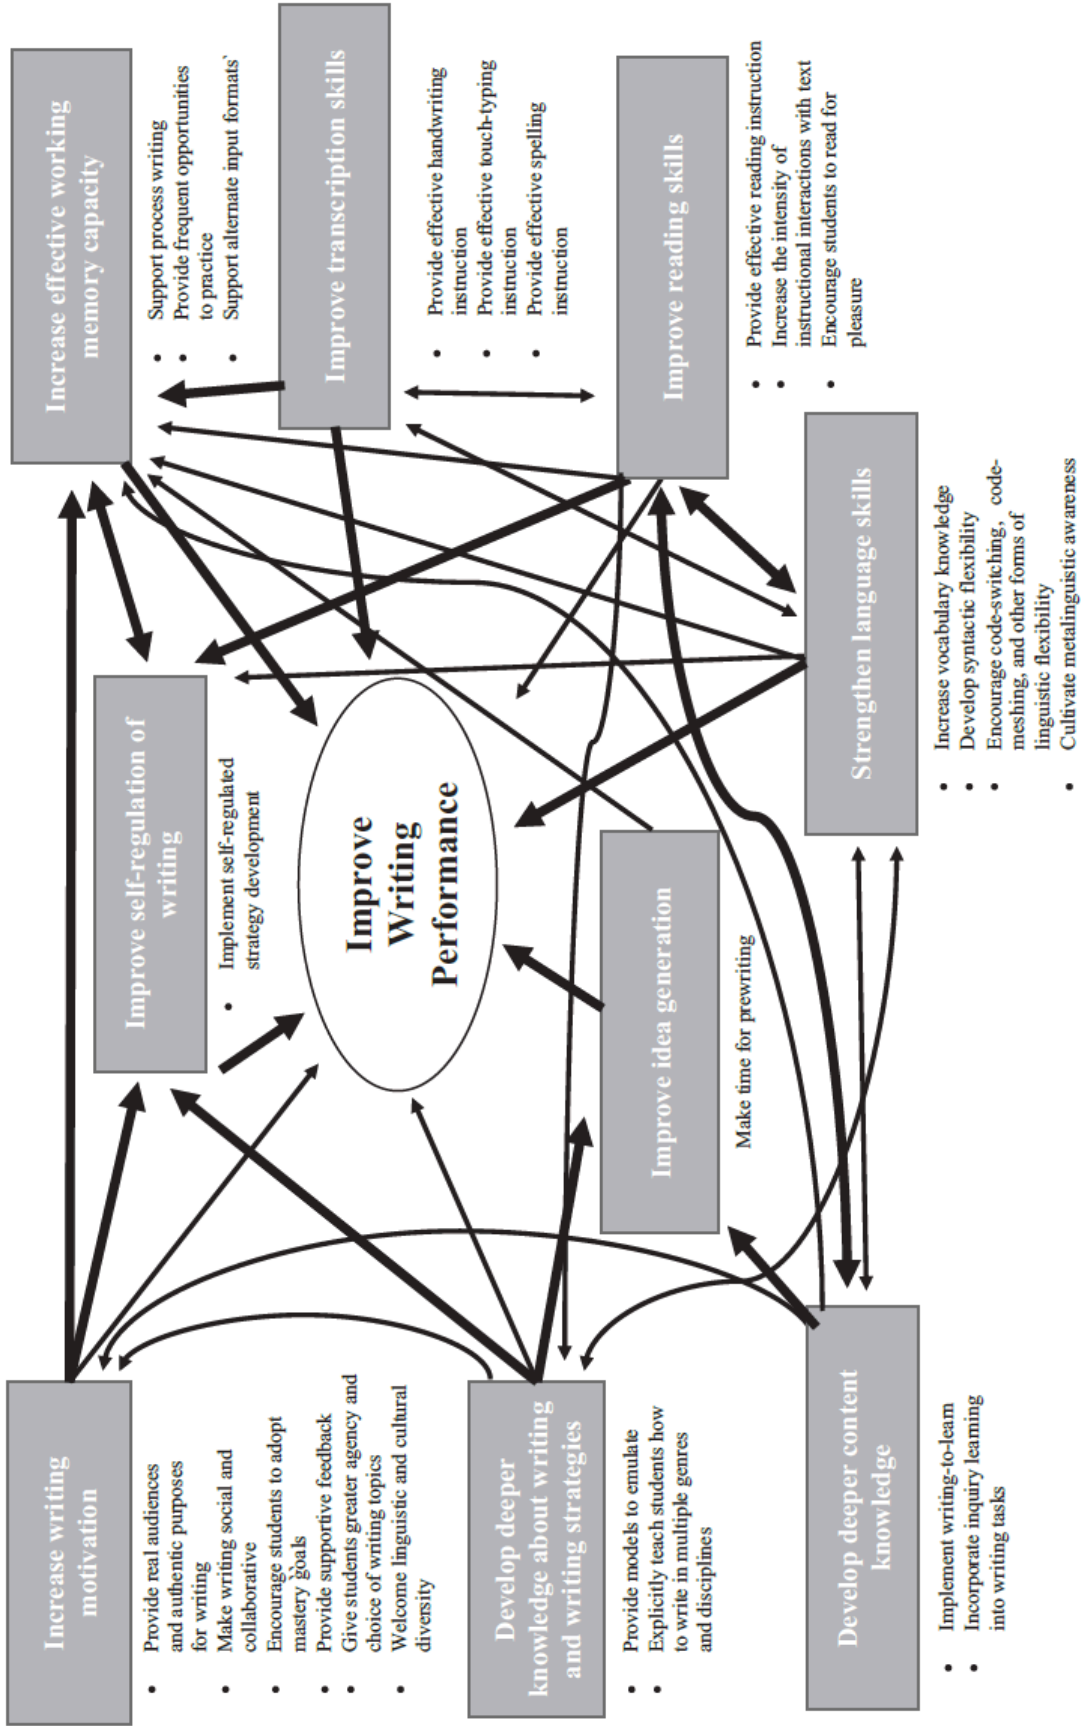 Increase writing
motivation
• Provide real audiences
and authentic purposes
for writing
• Make writing social and
collaborative
• Encourage students to adopt
mastery goals
• Provide supportive feedback
• Give students greater agency and
choice of writing topics
• Welcome linguistic and cultural
diversity
Develop deeper
knowledge about writing
and writing strategies
• Provide models to emulate
• Explicitly teach students how
to write in multiple genres
and disciplines
Develop deeper content
knowledge
• Implement writing-to-learn
• Incorporate inquiry learning
into writing tasks
Improve self-regulation of
writing
• Implement self-regulated
strategy development
Improve
Writing
Performance
Improve idea generation
Make time for prewriting
Increase effective working
memory capacity
• Support process writing
• Provide frequent opportunities
to practice
• Support alternate input formats`
Improve transcription skills
• Provide effective handwriting
instruction
• Provide effective touch-typing
instruction
• Provide effective spelling
instruction
Improve reading skills
• Provide effective reading instruction
• Increase the intensity of
instructional interactions with text
• Encourage students to read for
pleasure
Strengthen language skills
• Increase vocabulary knowledge
• Develop syntactic flexibility
• Encourage code-switching, code-
meshing, and other forms of
linguistic flexibility
• Cultivate metalinguistic awareness